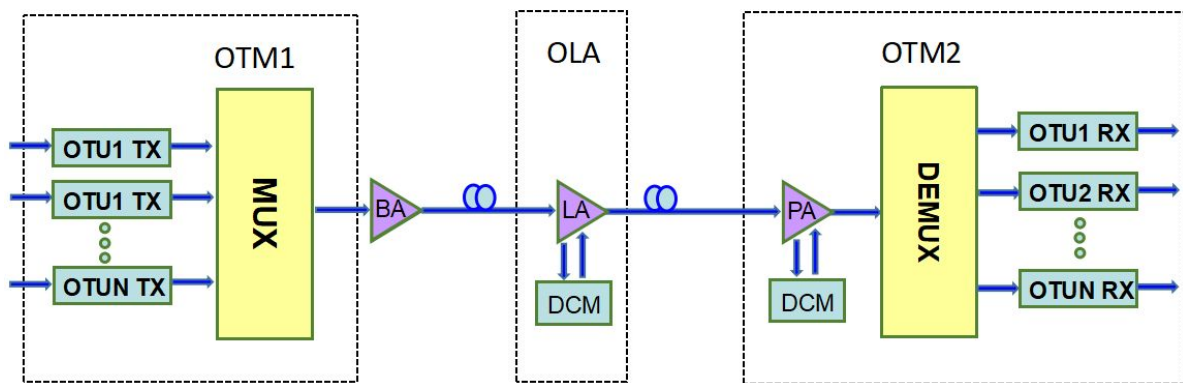 OTM1
OTU1 TX
OTU1 TX
OTUN TX
MUX
BA
OLA
LA
DCM
OTM2
PA
DCM
DEMUX
OTU1 RX
OTU2 RX
OTUN RX